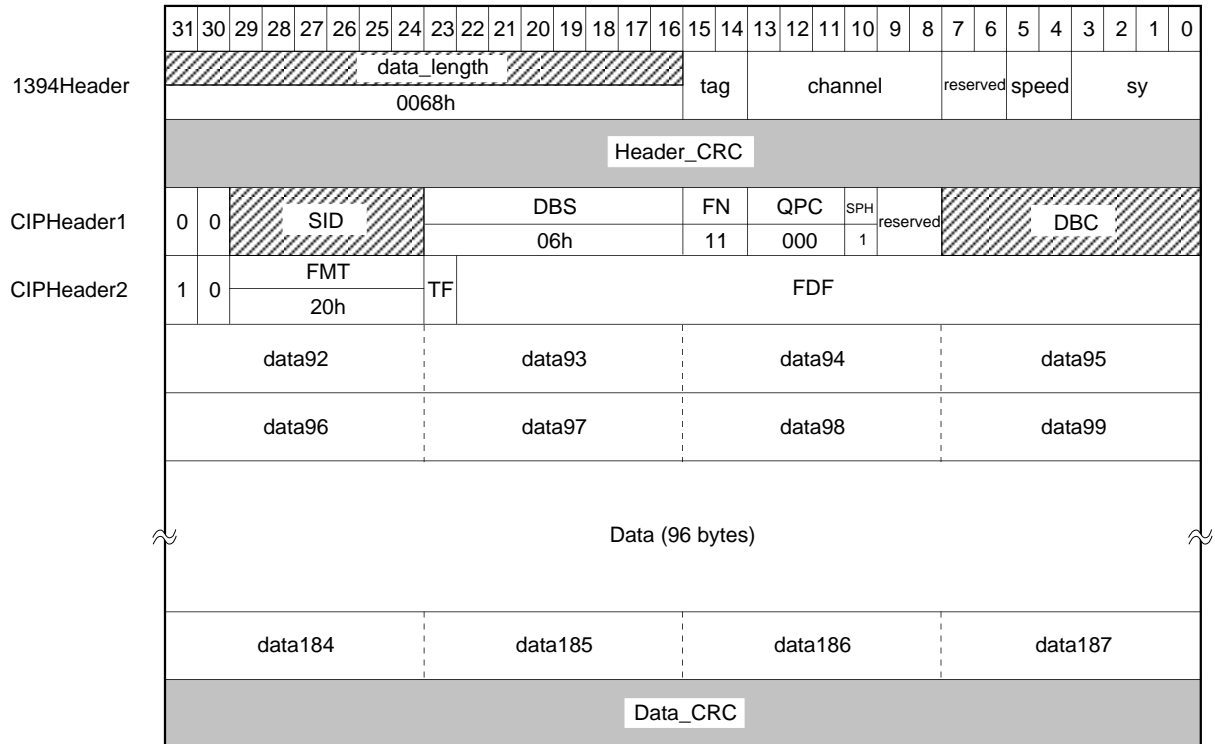 31 30 29 28 27 26 25 24 23 22 21 20 19 18 17 16 15 14 13 12 11 10 9 8 7 6 5 4 3 2 1 0
1394Header data_length tag channel reserved speed sy
0068h
Header_CRC
CIPHeader1 0 0 SID DBS FN QPC SPH reserved DBC
06h 11 000 1
CIPHeader2 1 0 FMT TF FDF
20h
data92 data93 data94 data95
data96 data97 data98 data99
Data (96 bytes)
data184 data185 data186 data187
Data_CRC